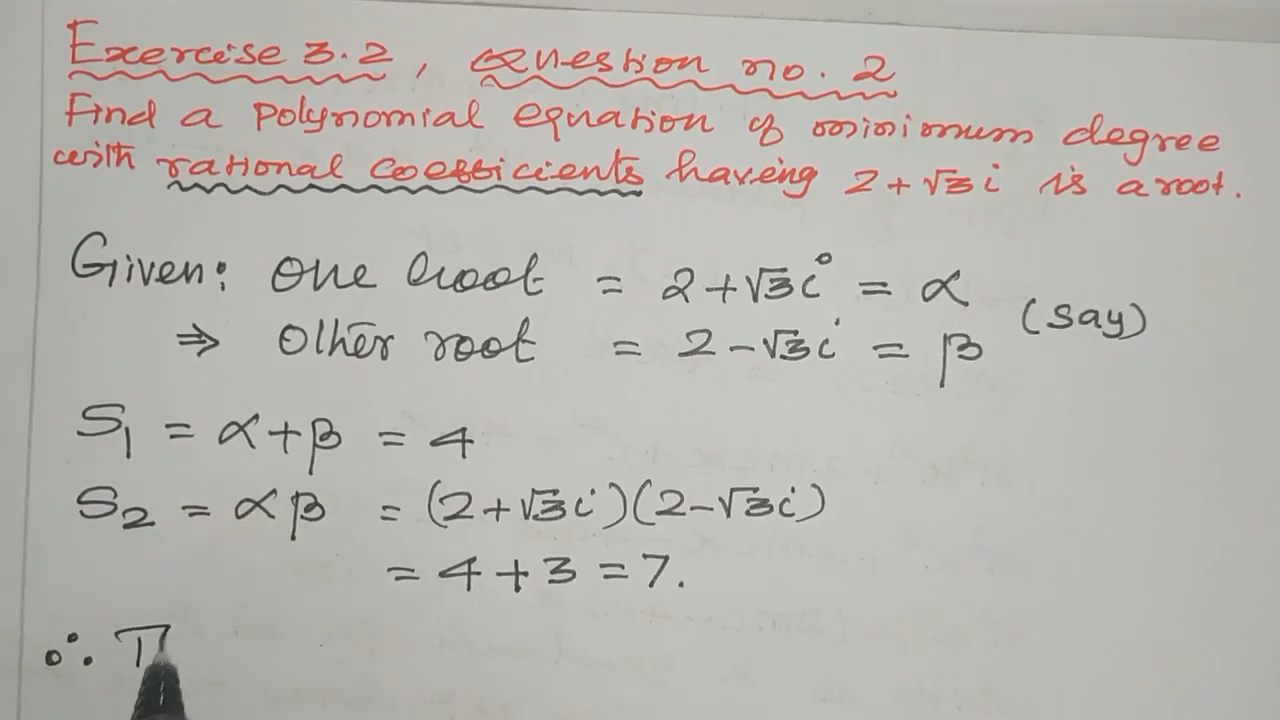 Exercise 3.2, Question no. 2
Find a polynomial equation of minimum degree
with rational coefficients having 2+√3i is a root.
Given: One root = 2+√3i = α (say)
⇒ Other root = 2-√3i = β
S₁ = α+β = 4
S₂ = αβ = (2+√3i)(2-√3i)
= 4+3 = 7.
∴ T